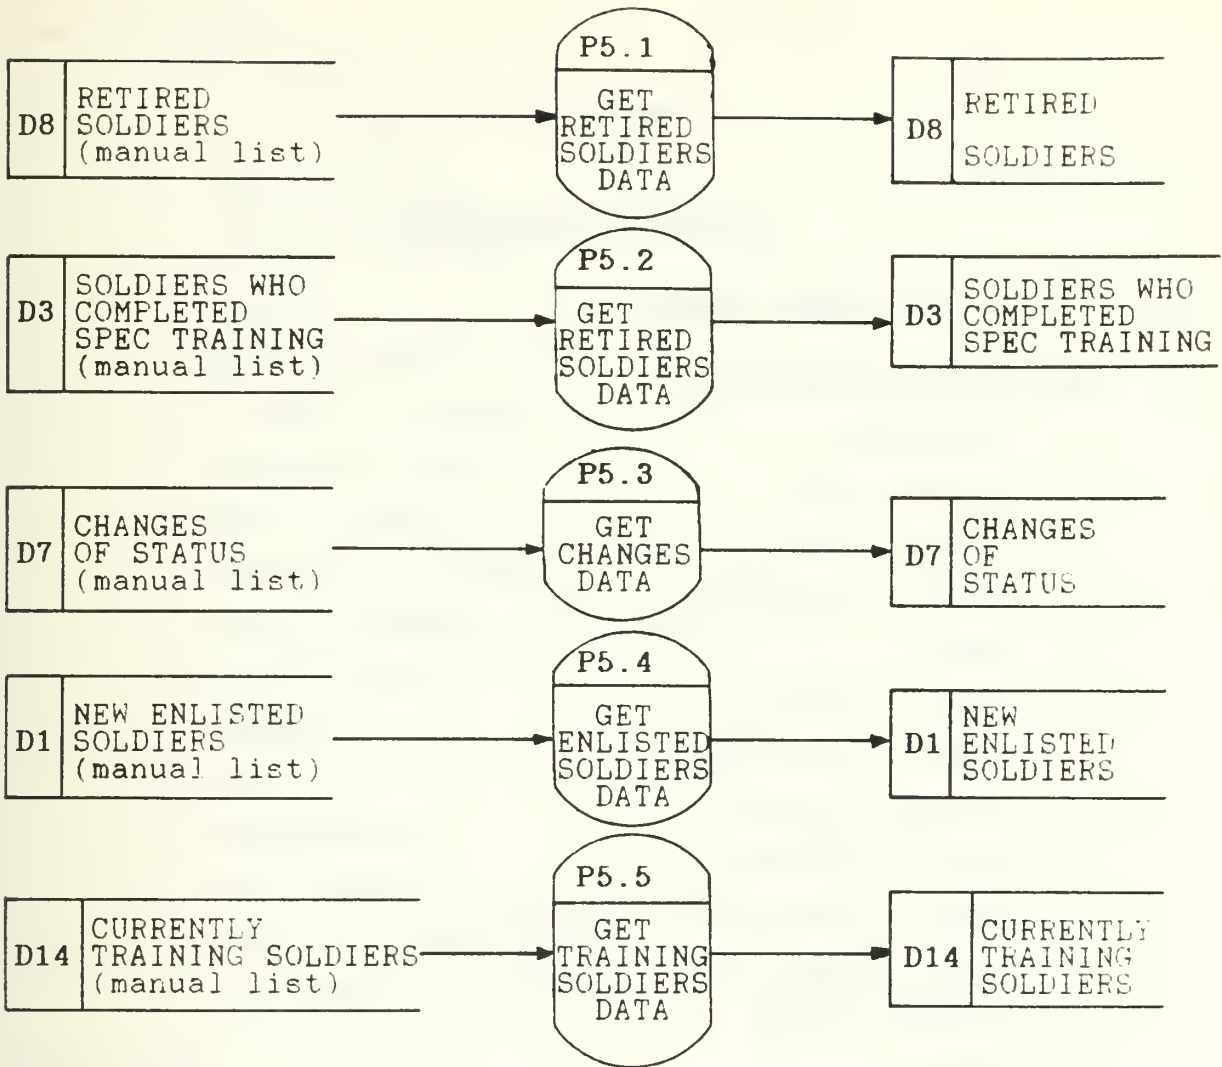 P5.1
D8
RETIRED
SOLDIERS
(manual list)
GET
RETIRED
SOLDIERS
DATA
D8
RETIRED
SOLDIERS
P5.2
D3
SOLDIERS WHO
COMPLETED
SPEC TRAINING
(manual list)
GET
RETIRED
SOLDIERS
DATA
D3
SOLDIERS WHO
COMPLETED
SPEC TRAINING
P5.3
D7
CHANGES
OF STATUS
(manual list)
GET
CHANGES
DATA
D7
CHANGES
OF
STATUS
P5.4
D1
NEW ENLISTED
SOLDIERS
(manual list)
GET
ENLISTED
SOLDIERS
DATA
D1
NEW
ENLISTED
SOLDIERS
P5.5
D14
CURRENTLY
TRAINING SOLDIERS
(manual list)
GET
TRAINING
SOLDIERS
DATA
D14
CURRENTLY
TRAINING
SOLDIERS